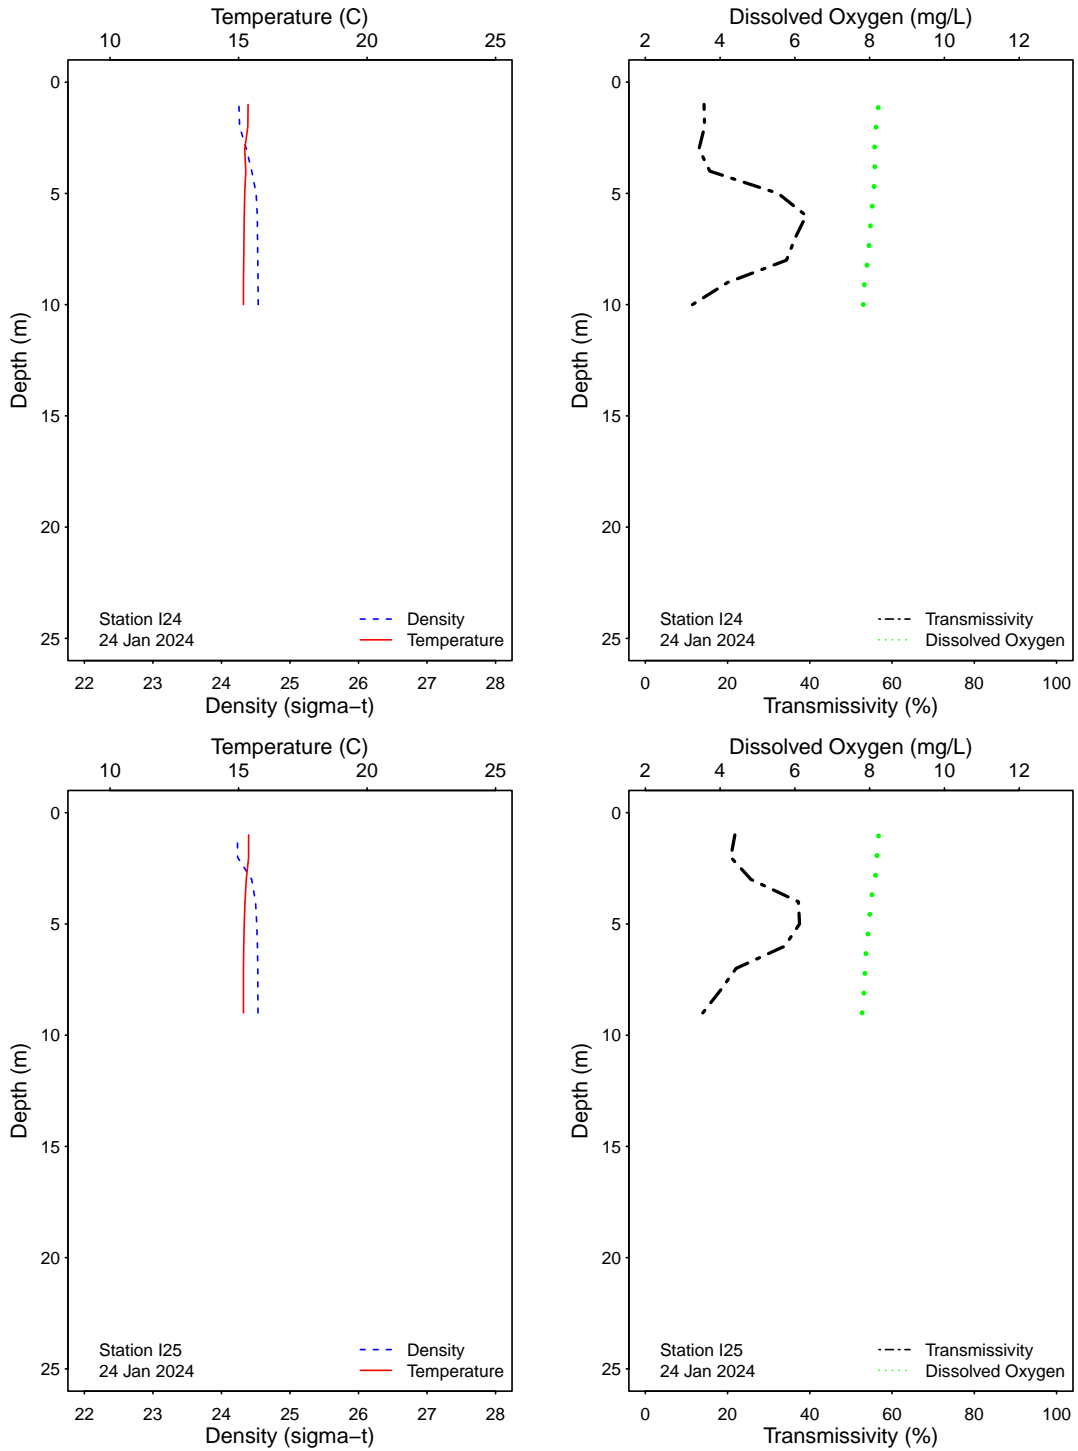 Temperature (C)
10 15 20 25
0
5
10
15
20
25
Depth (m)
Station I24
24 Jan 2024
Density
Temperature
22 23 24 25 26 27 28
Density (sigma−t)
Dissolved Oxygen (mg/L)
2 4 6 8 10 12
0
5
10
15
20
25
Depth (m)
Station I24
24 Jan 2024
Transmissivity
Dissolved Oxygen
0 20 40 60 80 100
Transmissivity (%)
Temperature (C)
10 15 20 25
0
5
10
15
20
25
Depth (m)
Station I25
24 Jan 2024
Density
Temperature
22 23 24 25 26 27 28
Density (sigma−t)
Dissolved Oxygen (mg/L)
2 4 6 8 10 12
0
5
10
15
20
25
Depth (m)
Station I25
24 Jan 2024
Transmissivity
Dissolved Oxygen
0 20 40 60 80 100
Transmissivity (%)